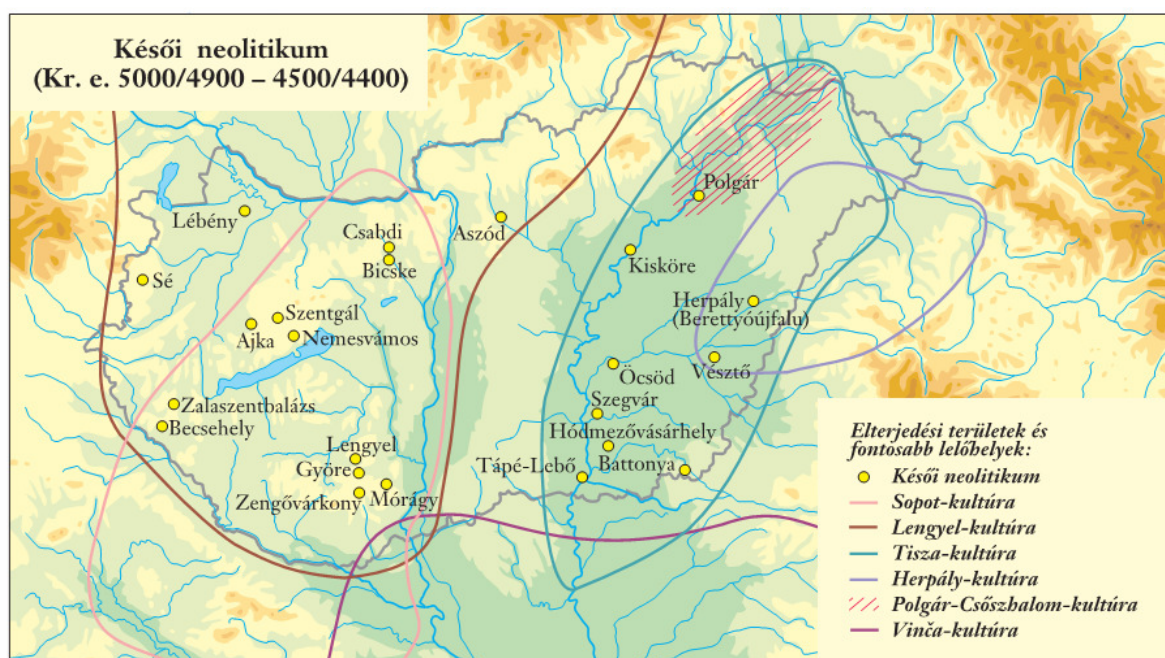 Késői neolitikum
(Kr. e. 5000/4900 – 4500/4400)
Polgár
Lébény
Aszód
Csabdi
Bicske
Kisköre
Sé
Herpály
(Berettyóújfalu)
Szentgál
Ajka
Nemesvámos
Vésztő
Öcsöd
Zalaszentbalázs
Szegvár
Becsehely
Hódmezővásárhely
Lengyel
Battonya
Györe
Tápé-Lebő
Zengővárkony
Mórágy
Elterjedési területek és
fontosabb lelőhelyek:
Késői neolitikum
Sopot-kultúra
Lengyel-kultúra
Tisza-kultúra
Herpály-kultúra
Polgár-Csőszhalom-kultúra
Vinča-kultúra